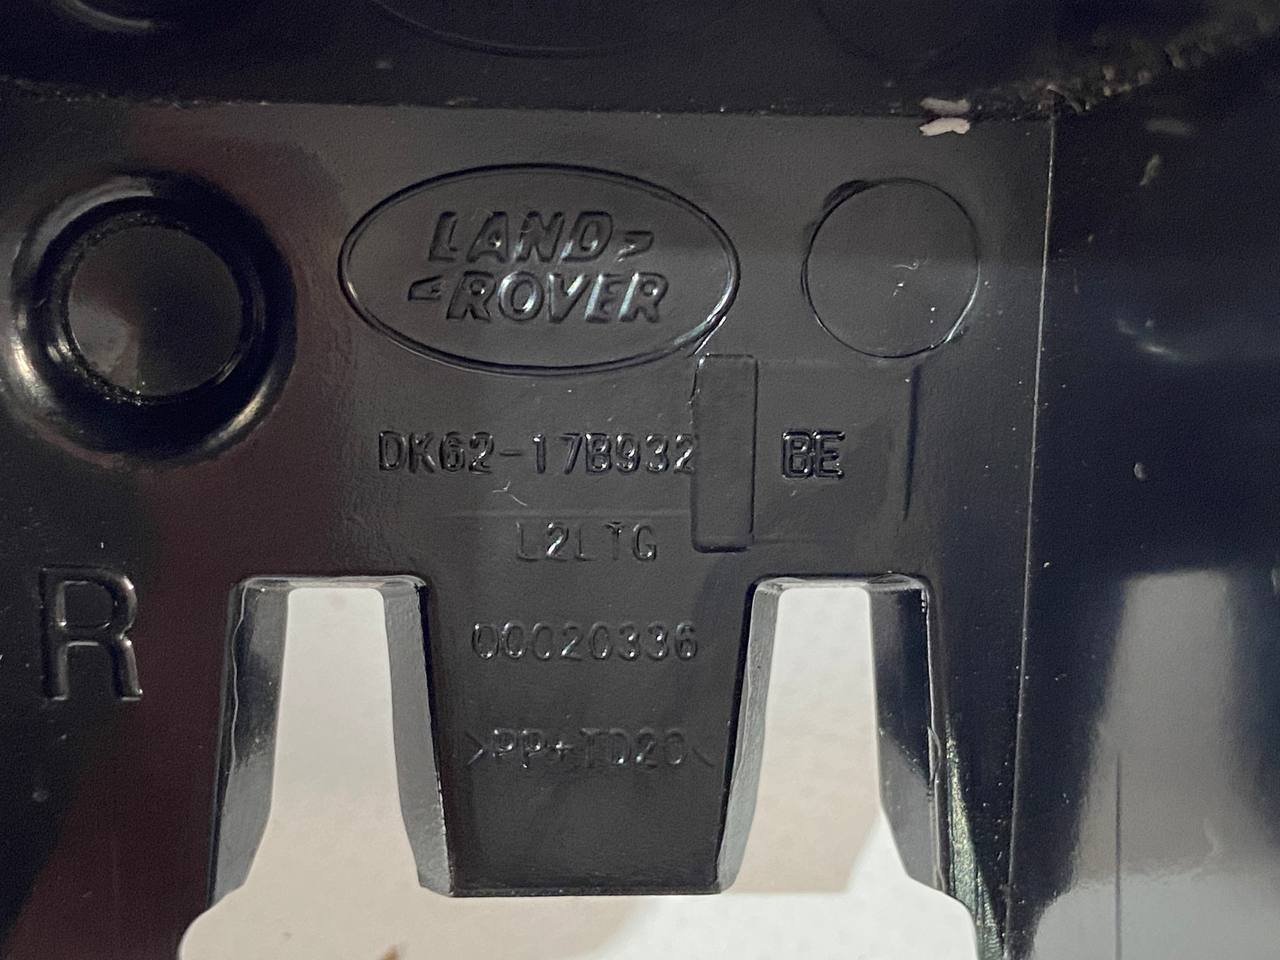 LAND
ROVER
DK62-17B932 BE
L2LTG
R
00020336
>PP+TD20<